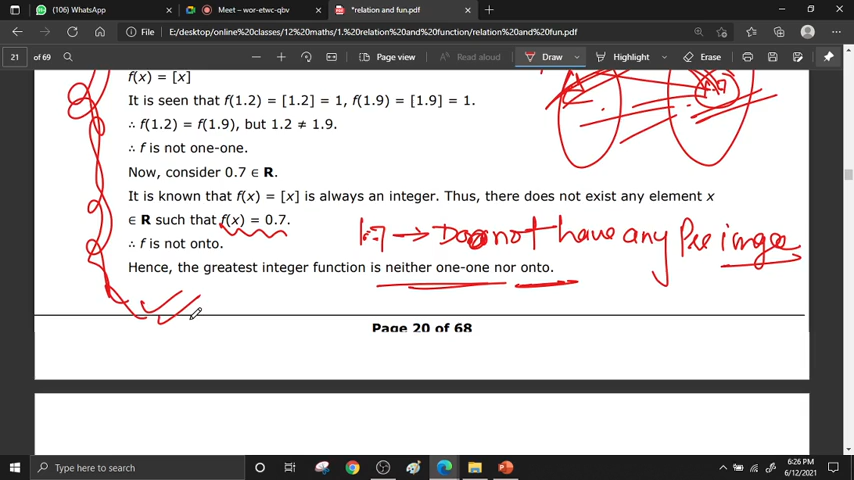 (106) WhatsApp
Meet – wor-etwc-qbv
*relation and fun.pdf
File E:/desktop/online classes/12 maths/1.%20relation%20and%20function/relation%20and%20fun.pdf
21 of 69
Page view
Read aloud
Draw
Highlight
Erase
f(x) = [x]
It is seen that f(1.2) = [1.2] = 1, f(1.9) = [1.9] = 1.
∴ f(1.2) = f(1.9), but 1.2 ≠ 1.9.
∴ f is not one-one.
Now, consider 0.7 ∈ R.
It is known that f(x) = [x] is always an integer. Thus, there does not exist any element x
∈ R such that f(x) = 0.7.
→ Does not have any Pre image
∴ f is not onto.
Hence, the greatest integer function is neither one-one nor onto.
Page 20 of 68
Type here to search
6:26 PM
6/12/2021